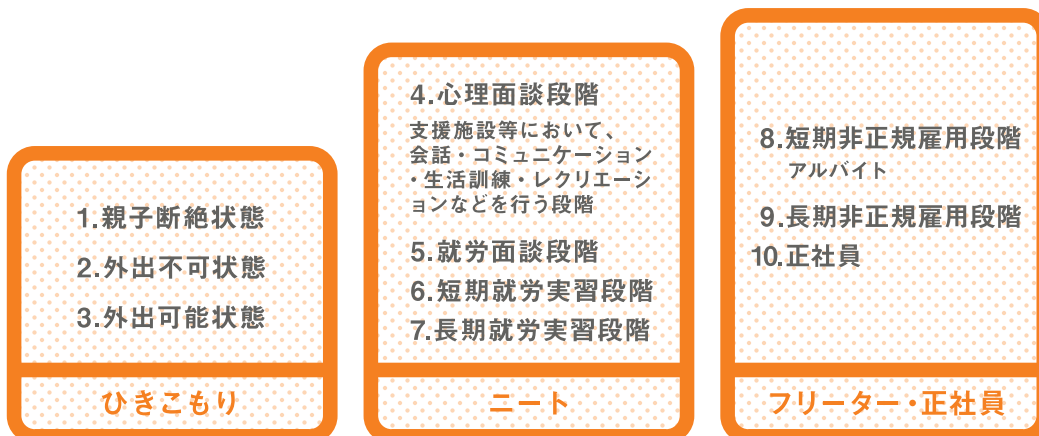 1.親子断絶状態
2.外出不可状態
3.外出可能状態
ひきこもり
4.心理面談段階
支援施設等において、
会話・コミュニケーション
・生活訓練・レクリエーシ
ョンなどを行う段階
5.就労面談段階
6.短期就労実習段階
7.長期就労実習段階
ニート
8.短期非正規雇用段階
アルバイト
9.長期非正規雇用段階
10.正社員
フリーター・正社員